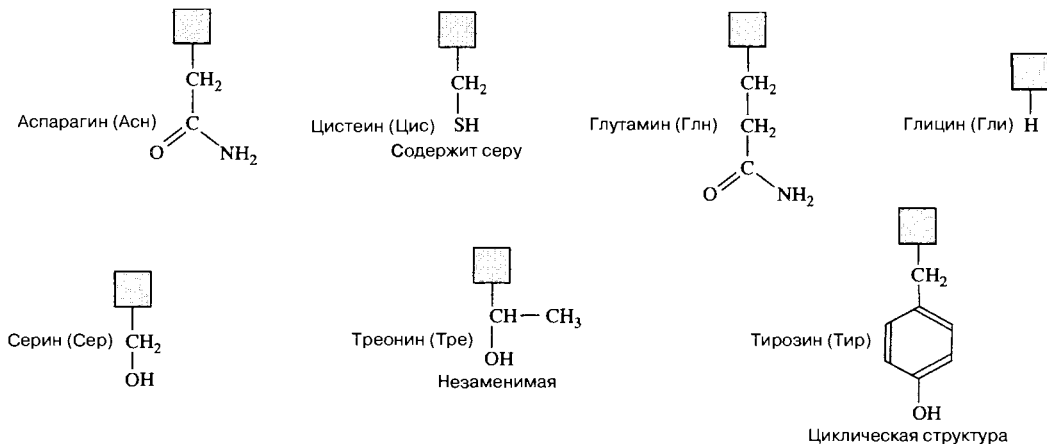 CH₂
Аспарагин (Асн)
C
O
NH₂
CH₂
Цистеин (Цис)
SH
Содержит серу
CH₂
CH₂
Глутамин (Глн)
C
O
NH₂
Глицин (Гли)
H
Серин (Сер)
CH₂
OH
Треонин (Тре)
CH—CH₃
OH
Незаменимая
CH₂
Тирозин (Тир)
OH
Циклическая структура